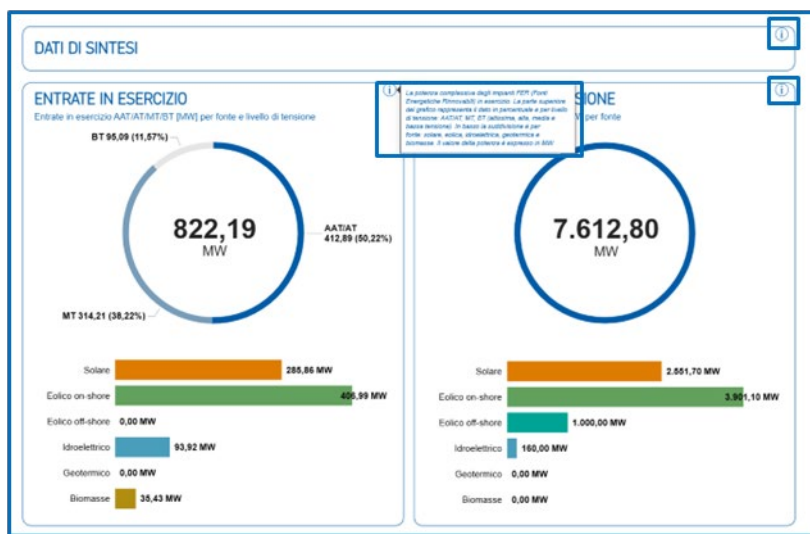 DATI DI SINTESI
ENTRATE IN ESERCIZIO
Entrate in esercizio AAT/AT/MT/BT [MW] per fonte e livello di tensione
BT 95,09 (11,57%)
822,19
MW
AAT/AT
412,89 (50,22%)
MT 314,21 (38,22%)
Solare 285,86 MW
Eolico on-shore 406,99 MW
Eolico off-shore 0,00 MW
Idroelettrico 93,92 MW
Geotermico 0,00 MW
Biomasse 35,43 MW
La potenza complessiva degli impianti FER (Fonti
Energetiche Rinnovabili) in esercizio. La parte superiore
del grafico rappresenta il dato in percentuale e per livello
di tensione: AAT/AT, MT, BT (altissima, alta, media e
bassa tensione). In basso la suddivisione è per
fonte: solare, eolica, idroelettrica, geotermica e
biomasse. Il valore della potenza è espresso in MW
SIONE
per fonte
7.612,80
MW
Solare 2.551,70 MW
Eolico on-shore 3.901,10 MW
Eolico off-shore 1.000,00 MW
Idroelettrico 160,00 MW
Geotermico 0,00 MW
Biomasse 0,00 MW